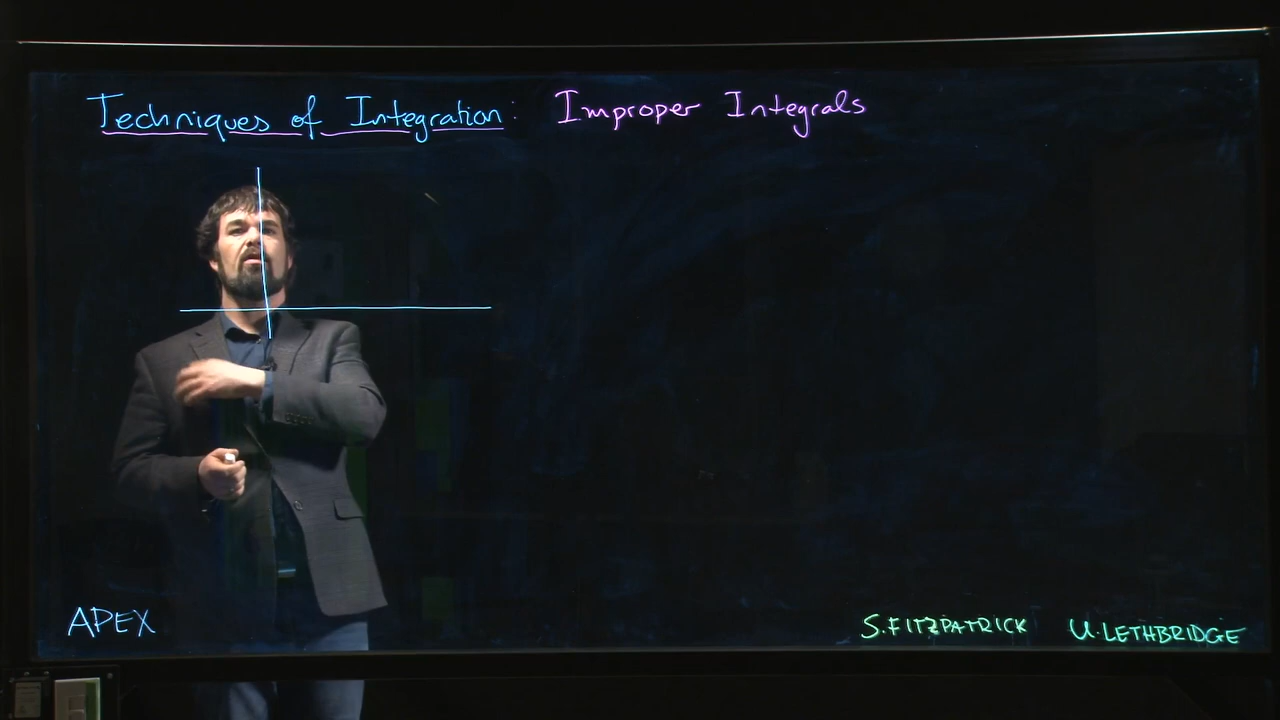 Techniques of Integration: Improper Integrals
APEX
S. FITZPATRICK U. LETHBRIDGE